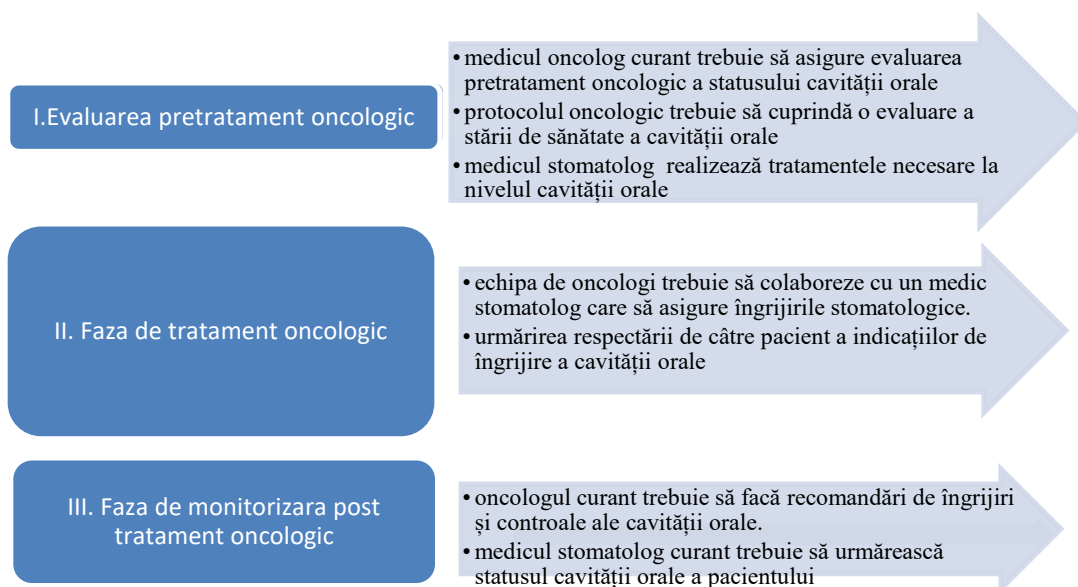 I.Evaluarea pretratament oncologic
•medicul oncolog curant trebuie să asigure evaluarea
pretratament oncologic a statusului cavității orale
•protocolul oncologic trebuie să cuprindă o evaluare a
stării de sănătate a cavității orale
•medicul stomatolog realizează tratamentele necesare la
nivelul cavității orale
II. Faza de tratament oncologic
•echipa de oncologi trebuie să colaboreze cu un medic
stomatolog care să asigure îngrijirile stomatologice.
•urmărirea respectării de câtre pacient a indicațiilor de
îngrijire a cavității orale
III. Faza de monitorizara post
tratament oncologic
•oncologul curant trebuie să facă recomandări de îngrijiri
și controale ale cavității orale.
•medicul stomatolog curant trebuie să urmărească
statusul cavității orale a pacientului